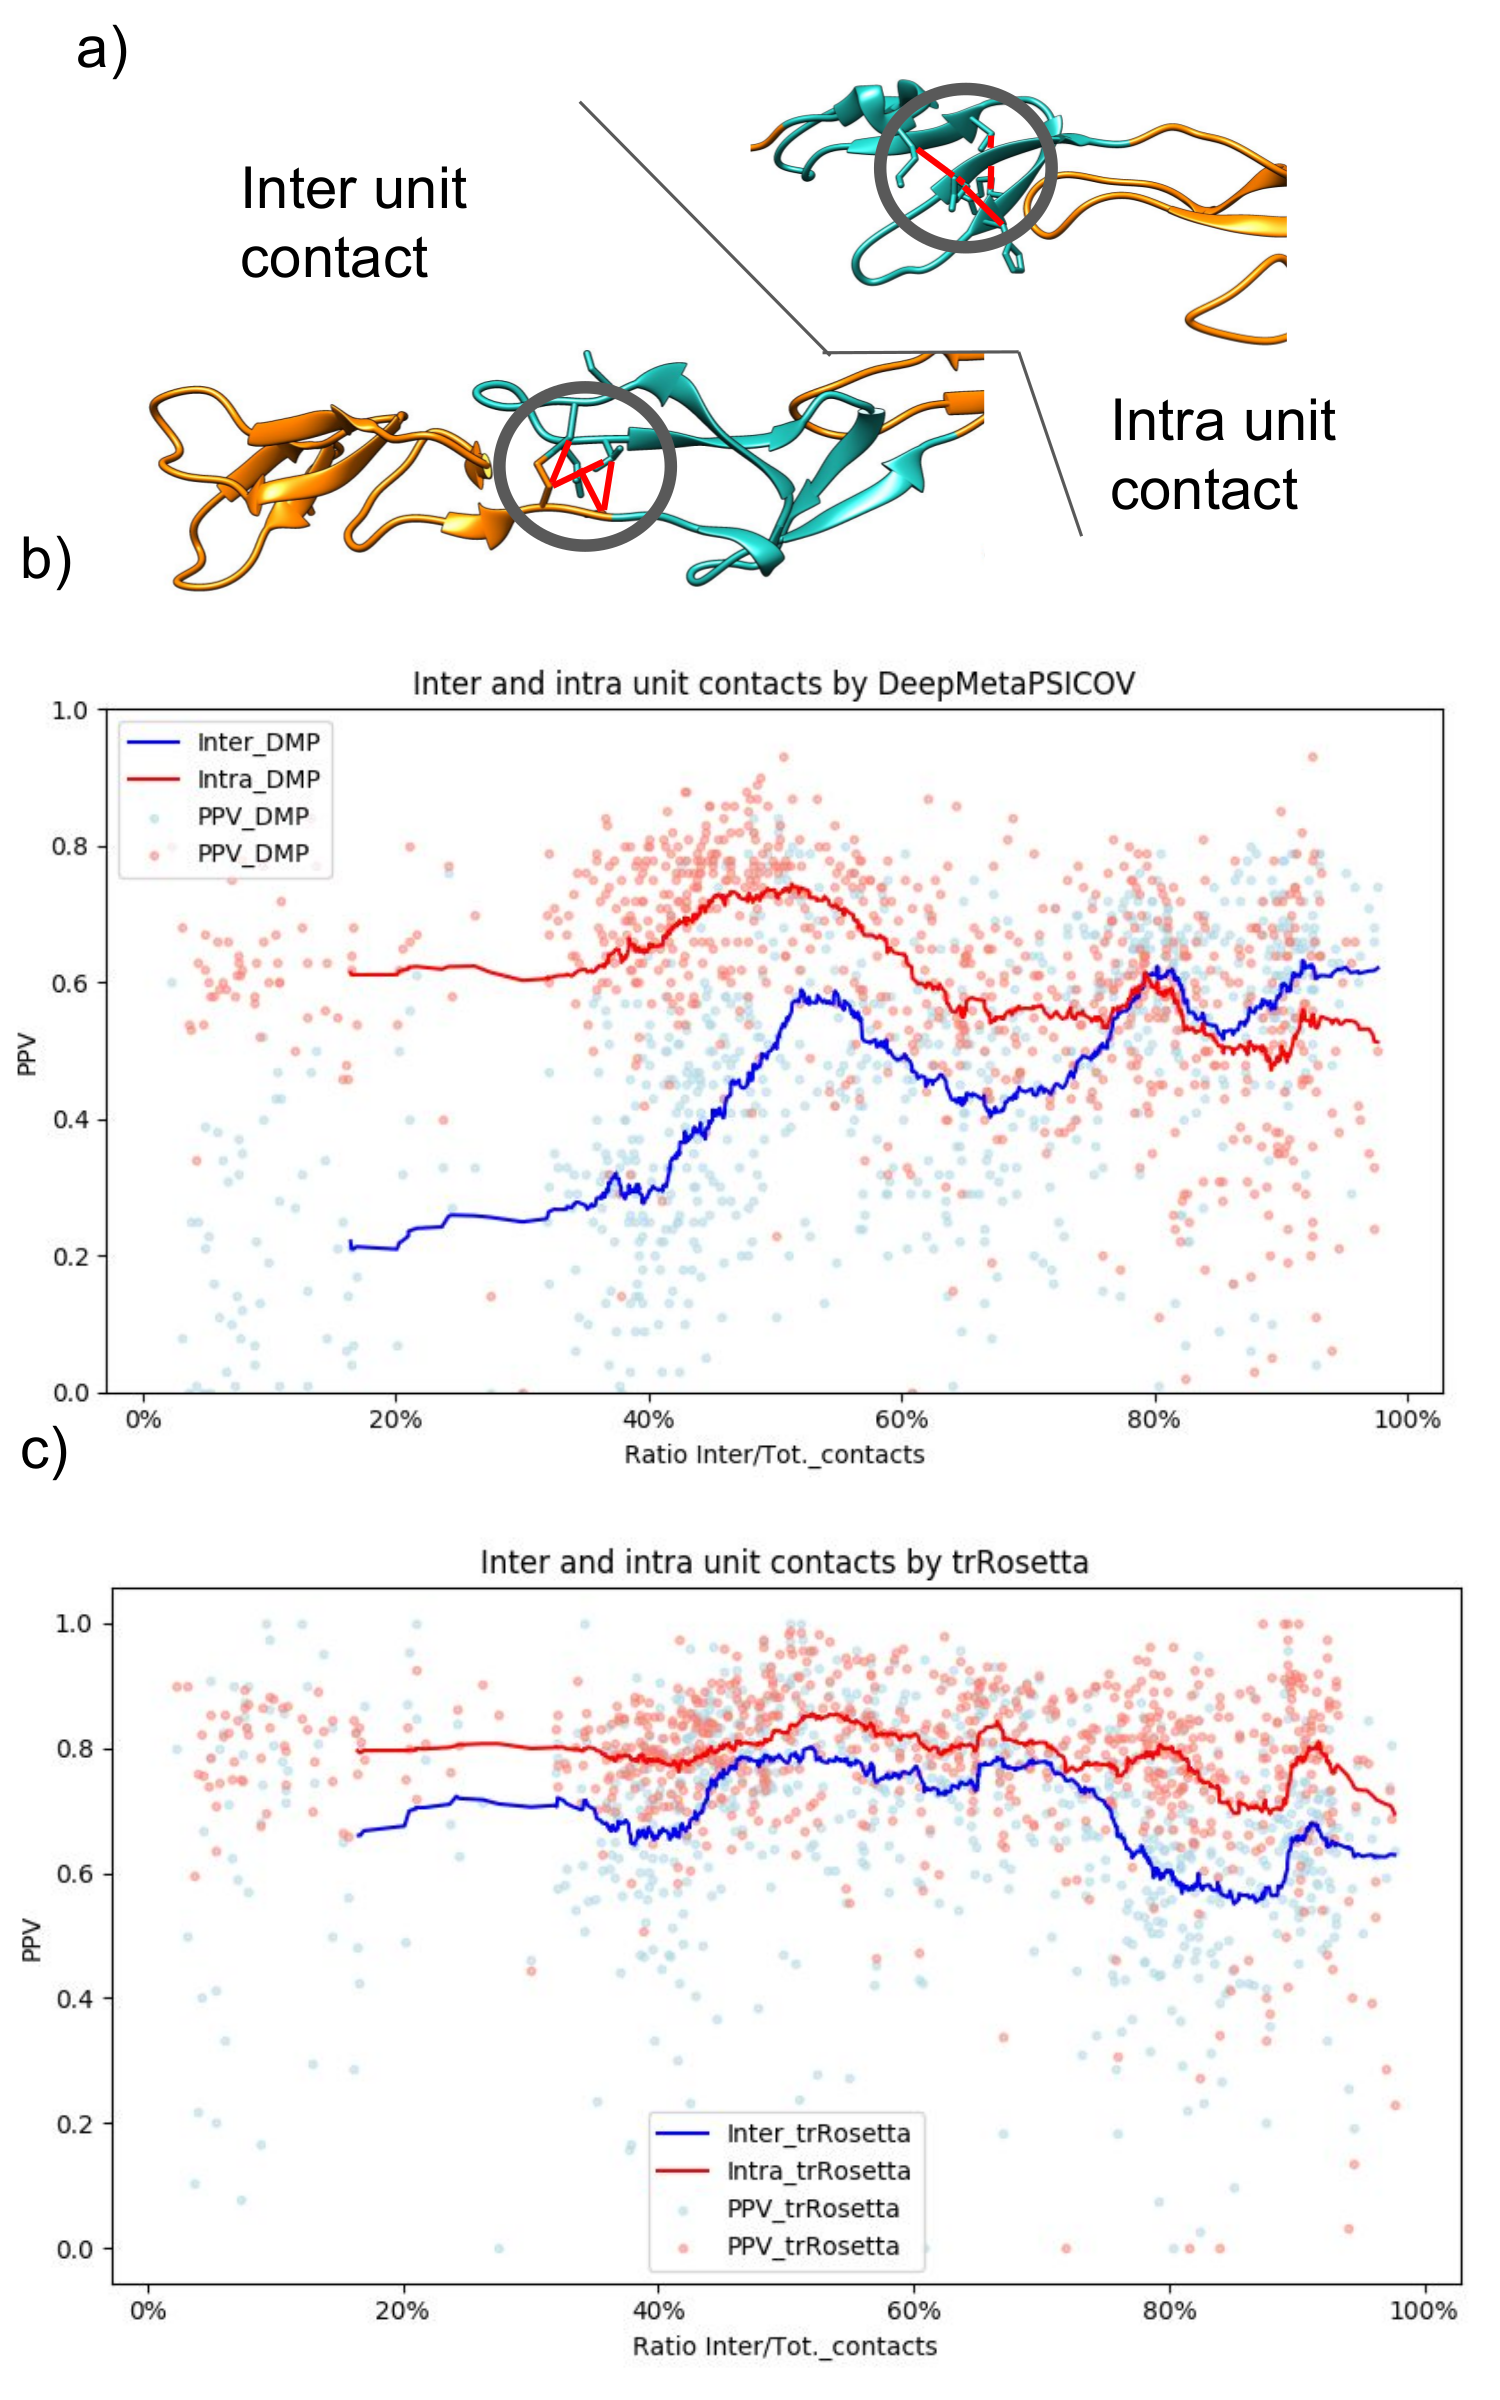 a)
Inter unit
contact
Intra unit
contact
b)
Inter and intra unit contacts by DeepMetaPSICOV
Inter_DMP
Intra_DMP
PPV_DMP
PPV_DMP
1.0
0.8
0.6
0.4
0.2
0.0
PPV
0% 20% 40% 60% 80% 100%
Ratio Inter/Tot._contacts
c)
Inter and intra unit contacts by trRosetta
1.0
0.8
0.6
0.4
0.2
0.0
PPV
Inter_trRosetta
Intra_trRosetta
PPV_trRosetta
PPV_trRosetta
0% 20% 40% 60% 80% 100%
Ratio Inter/Tot._contacts